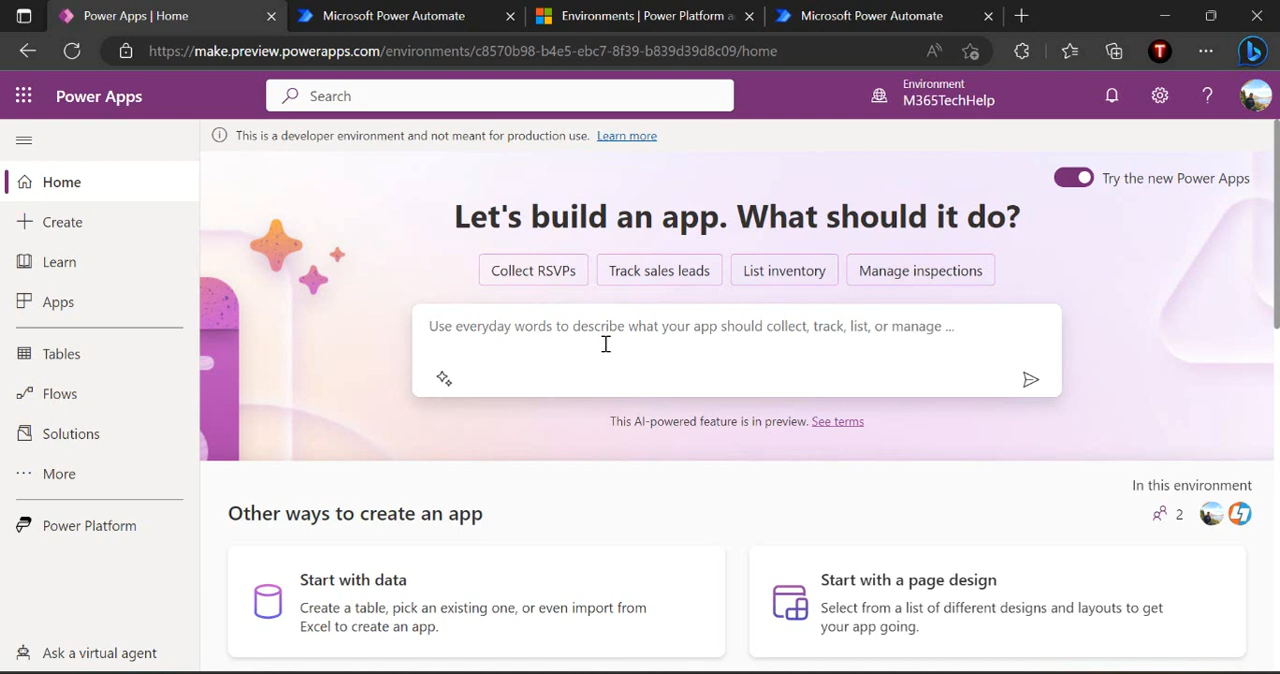 Power Apps | Home
Microsoft Power Automate
Environments | Power Platform a
Microsoft Power Automate
https://make.preview.powerapps.com/environments/c8570b98-b4e5-ebc7-8f39-b839d39d8c09/home
T
Power Apps
Search
Environment
M365TechHelp
This is a developer environment and not meant for production use. Learn more
Home
Create
Learn
Apps
Tables
Flows
Solutions
More
Power Platform
Ask a virtual agent
Try the new Power Apps
Let's build an app. What should it do?
Collect RSVPs
Track sales leads
List inventory
Manage inspections
Use everyday words to describe what your app should collect, track, list, or manage ...
This AI-powered feature is in preview. See terms
In this environment
2
Other ways to create an app
Start with data
Create a table, pick an existing one, or even import from
Excel to create an app.
Start with a page design
Select from a list of different designs and layouts to get
your app going.